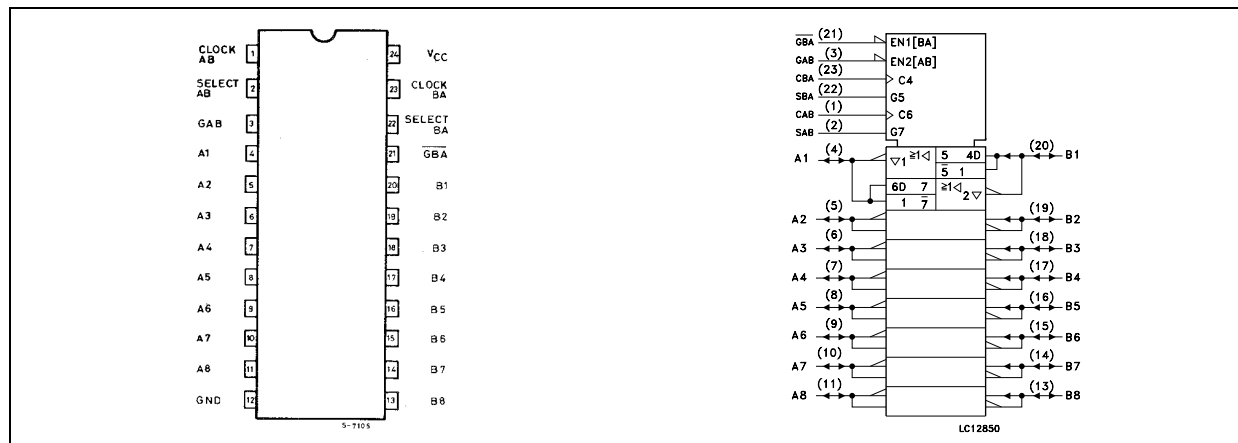 CLOCK AB 1 24 VCC
SELECT AB 2 23 CLOCK BA
GAB 3 22 SELECT BA
A1 4 21 GBA
A2 5 20 B1
A3 6 19 B2
A4 7 18 B3
A5 8 17 B4
A6 9 16 B5
A7 10 15 B6
A8 11 14 B7
GND 12 13 B8
S-7105
GBA (21) EN1[BA]
GAB (3) EN2[AB]
CBA (23) C4
SBA (22) G5
CAB (1) C6
SAB (2) G7
A1 (4) ▽1 ≥1◁ 5 4D (20) B1
5 1
6D 7 ≥1◁ 2▽
1 7
A2 (5) (19) B2
A3 (6) (18) B3
A4 (7) (17) B4
A5 (8) (16) B5
A6 (9) (15) B6
A7 (10) (14) B7
A8 (11) (13) B8
LC12850